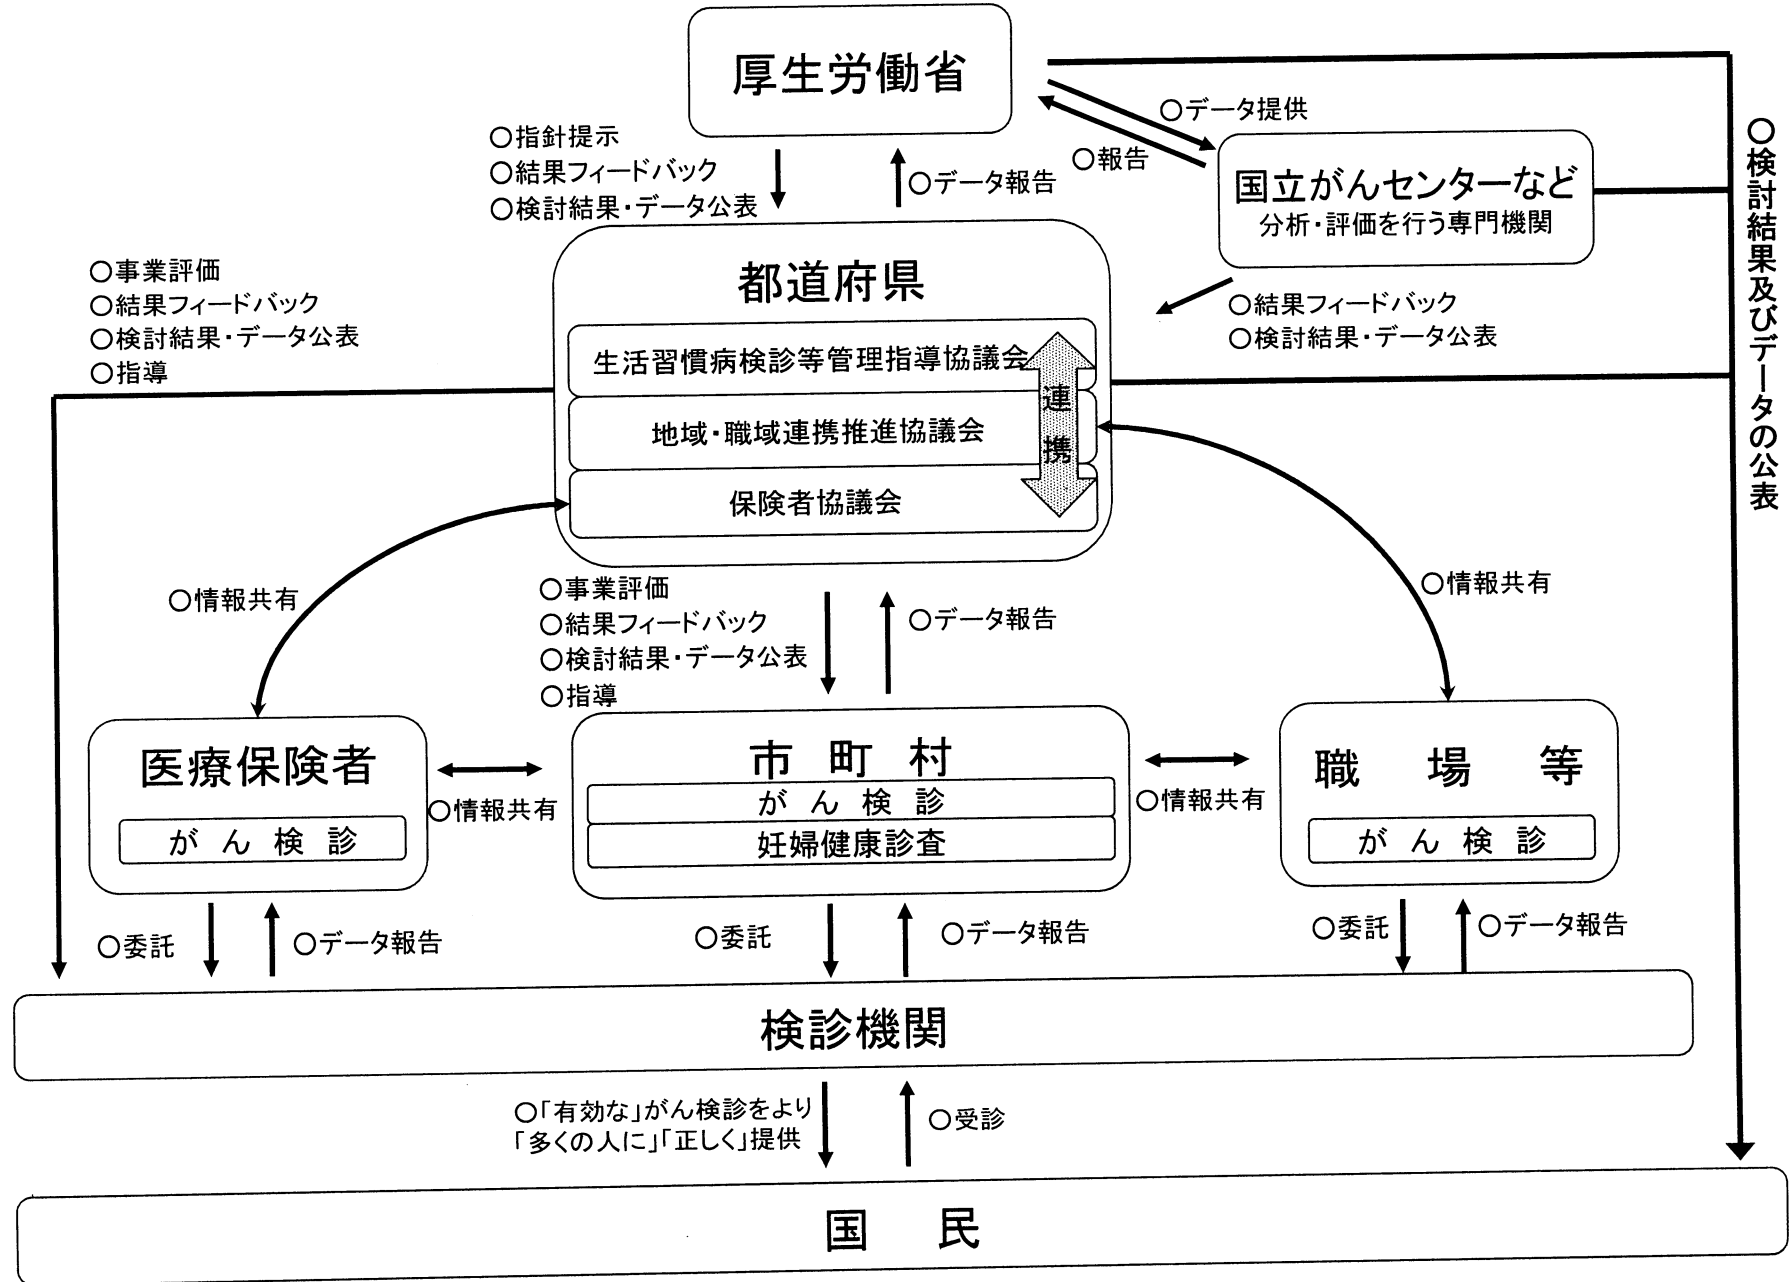 厚生労働省
○指針提示
○結果フィードバック
○検討結果・データ公表
○データ報告
○データ提供
○報告
国立がんセンターなど
分析・評価を行う専門機関
○検討結果及びデータの公表
○事業評価
○結果フィードバック
○検討結果・データ公表
○指導
都道府県
生活習慣病検診等管理指導協議会
地域・職域連携推進協議会
保険者協議会
連携
○結果フィードバック
○検討結果・データ公表
○情報共有
○事業評価
○結果フィードバック
○検討結果・データ公表
○指導
○データ報告
○情報共有
医療保険者
がん検診
○情報共有
市町村
がん検診
妊婦健康診査
○情報共有
職場等
がん検診
○委託
○データ報告
○委託
○データ報告
○委託
○データ報告
検診機関
○「有効な」がん検診をより
「多くの人に」「正しく」提供
○受診
国民